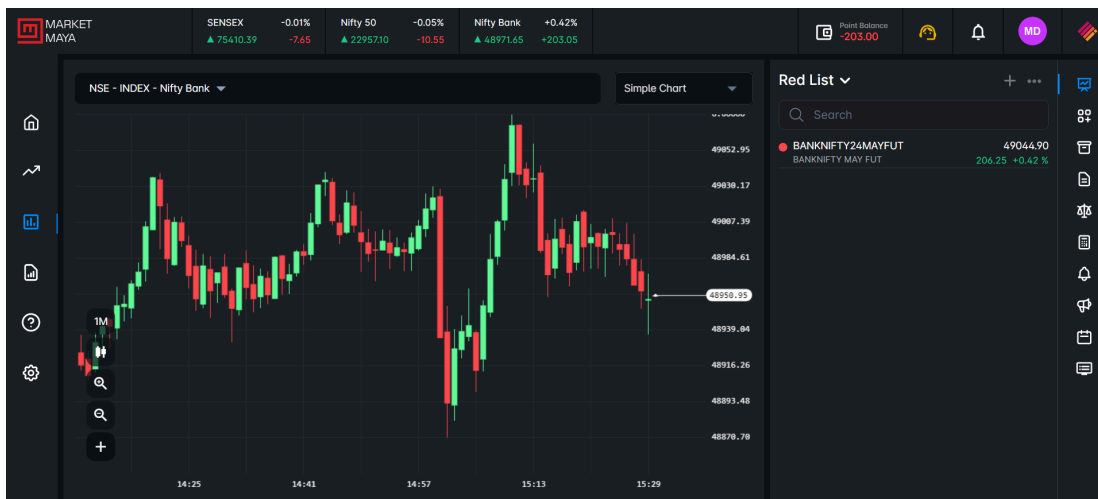 MARKET
MAYA
SENSEX -0.01%
▲ 75410.39 -7.65
Nifty 50 -0.05%
▲ 22957.10 -10.55
Nifty Bank +0.42%
▲ 48971.65 +203.05
Point Balance
-203.00
MD
NSE - INDEX - Nifty Bank
Simple Chart
49052.95
49030.17
49007.39
48984.61
48950.95
48939.04
48916.26
48893.48
48870.70
1M
14:25 14:41 14:57 15:13 15:29
Red List
Search
BANKNIFTY24MAYFUT 49044.90
BANKNIFTY MAY FUT 206.25 +0.42 %